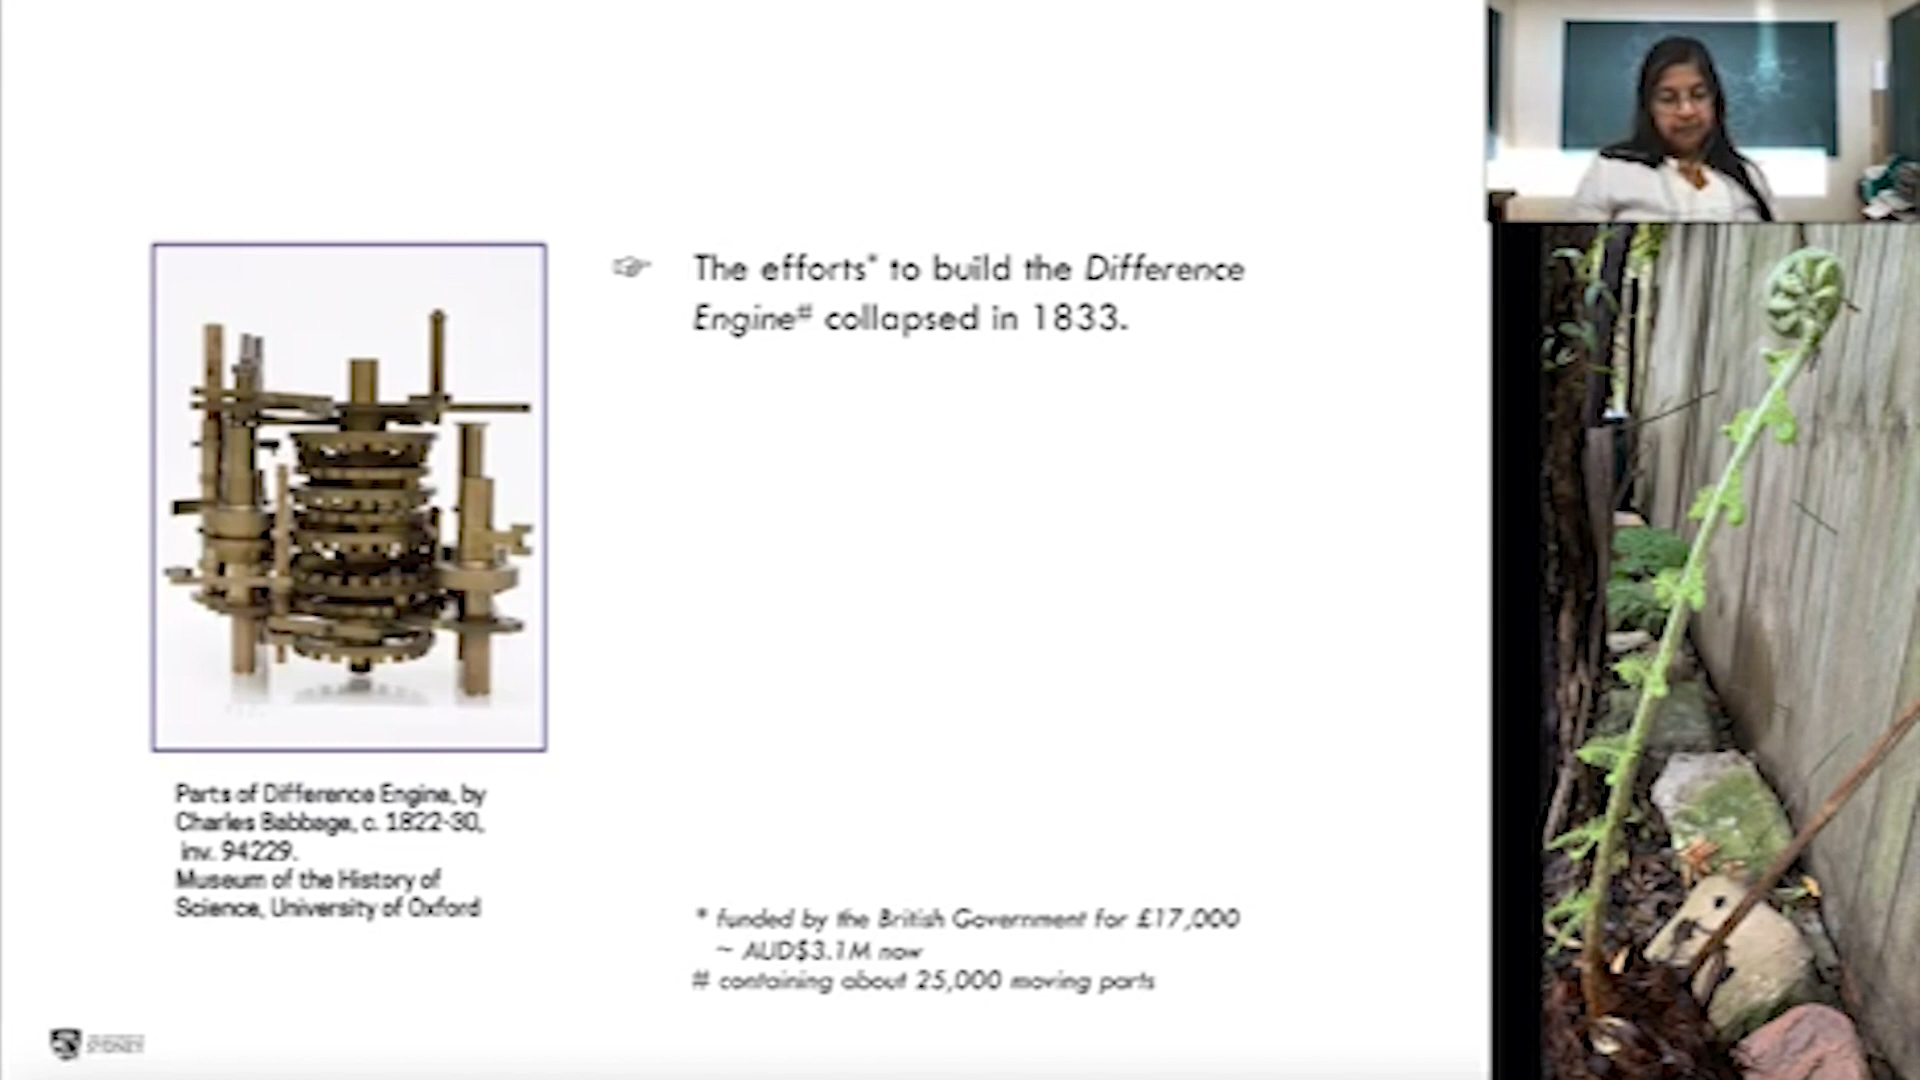 ☞ The efforts* to build the Difference
Engine# collapsed in 1833.
Parts of Difference Engine, by
Charles Babbage, c. 1822-30,
inv. 94229.
Museum of the History of
Science, University of Oxford
* funded by the British Government for £17,000
~ AUD$3.1M now
# containing about 25,000 moving parts
SYDNEY